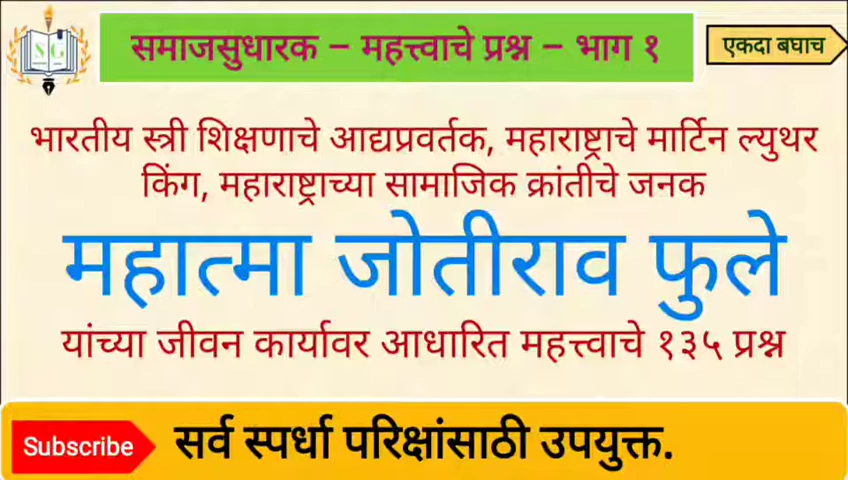 SG
समाजसुधारक – महत्त्वाचे प्रश्न – भाग १
एकदा बघाच
भारतीय स्त्री शिक्षणाचे आद्यप्रवर्तक, महाराष्ट्राचे मार्टिन ल्युथर
किंग, महाराष्ट्राच्या सामाजिक क्रांतीचे जनक
महात्मा जोतीराव फुले
यांच्या जीवन कार्यावर आधारित महत्त्वाचे १३५ प्रश्न
Subscribe
सर्व स्पर्धा परिक्षांसाठी उपयुक्त.